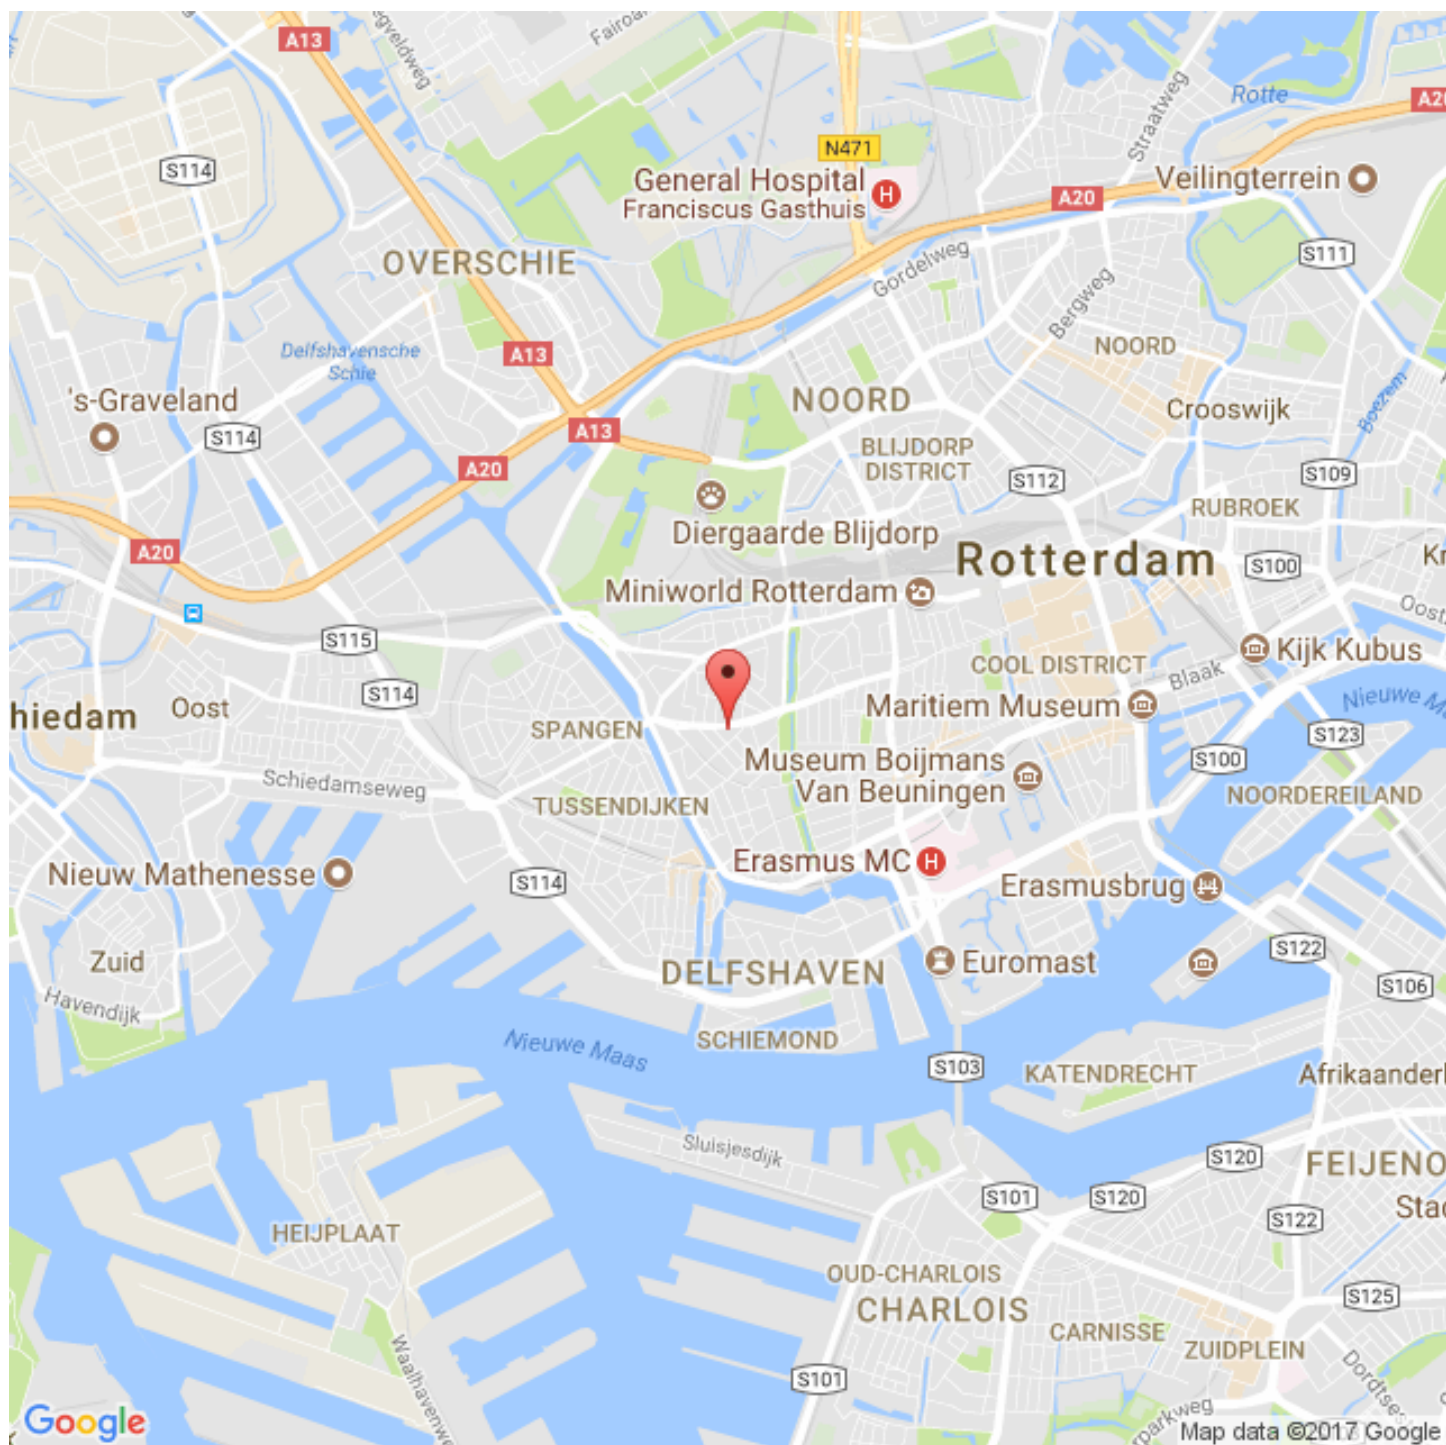 A13
Rotte
A20
Straatweg
N471
S114
General Hospital
Franciscus Gasthuis
H
Veilingterrein
A20
OVERSCHIE
Gordelweg
S111
Bergweg
Delfshavensche
Schie
A13
NOORD
's-Graveland
NOORD
Crooswijk
Boezem
S114
A13
BLIJDORP
DISTRICT
A20
S112
S109
Diergaarde Blijdorp
RUBROEK
A20
Rotterdam
S100
Miniworld Rotterdam
S115
COOL DISTRICT
Kijk Kubus
Blaak
S114
Oost
hiedam
SPANGEN
Maritiem Museum
Nieuwe M
S123
Museum Boijmans
Van Beuningen
S100
Schiedamseweg
TUSSENDIJKEN
NOORDEREILAND
Nieuw Mathenesse
S114
Erasmus MC
H
Erasmusbrug
Zuid
DELFSHAVEN
Euromast
S122
S106
Havendijk
Nieuwe Maas
SCHIEMOND
S103
KATENDRECHT
Sluisjesdijk
S120
FEIJENO
S101
S120
S122
HEIJPLAAT
OUD-CHARLOIS
CHARLOIS
S125
CARNISSE
ZUIDPLEIN
S101
Google
Map data ©2017 Google